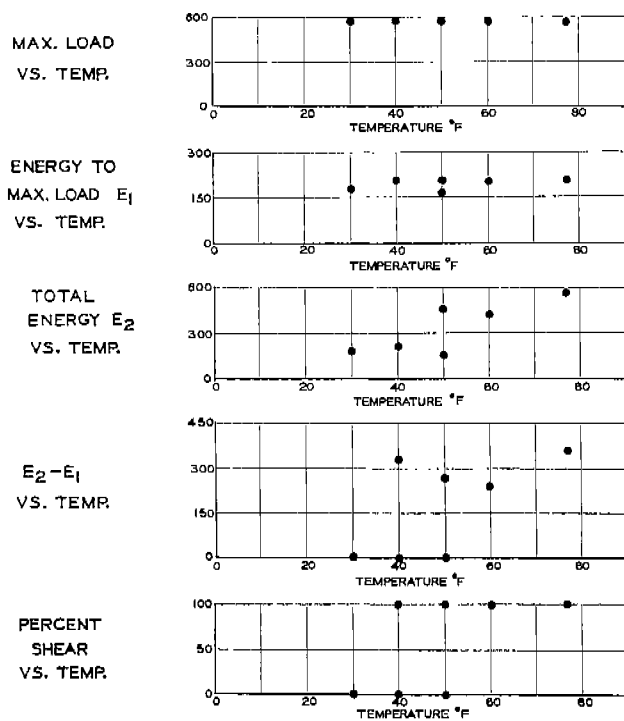 MAX. LOAD
VS. TEMP.
600
300
0
0 20 40 60 80
TEMPERATURE °F
ENERGY TO
MAX. LOAD E₁
VS. TEMP.
300
150
0
0 20 40 60 80
TEMPERATURE °F
TOTAL
ENERGY E₂
VS. TEMP.
600
300
0
0 20 40 60 80
TEMPERATURE °F
E₂-E₁
VS. TEMP.
450
300
150
0
0 20 40 60 80
TEMPERATURE °F
PERCENT
SHEAR
VS. TEMP.
100
50
0
0 20 40 60 80
TEMPERATURE °F